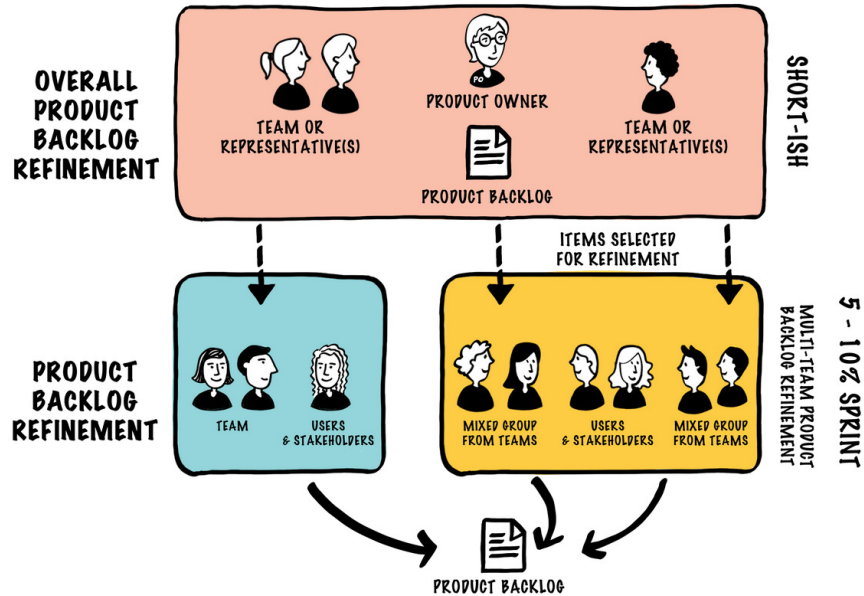 OVERALL
PRODUCT
BACKLOG
REFINEMENT
TEAM OR
REPRESENTATIVE(S)
PO
PRODUCT OWNER
PRODUCT BACKLOG
TEAM OR
REPRESENTATIVE(S)
SHORT-ISH
ITEMS SELECTED
FOR REFINEMENT
PRODUCT
BACKLOG
REFINEMENT
TEAM
USERS
& STAKEHOLDERS
MIXED GROUP
FROM TEAMS
USERS
& STAKEHOLDERS
MIXED GROUP
FROM TEAMS
MULTI-TEAM PRODUCT
BACKLOG REFINEMENT
5 - 10% SPRINT
PRODUCT BACKLOG